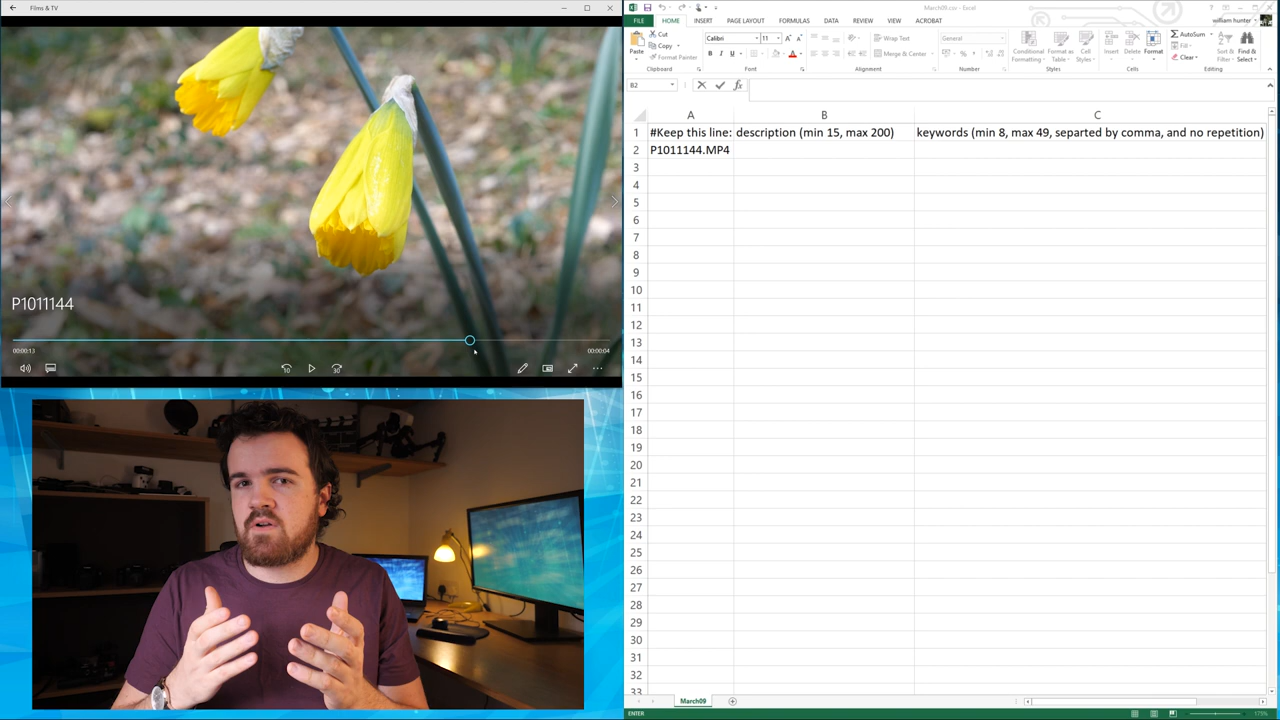 Films & TV
P1011144
00:00:13
00:00:04
10
30
March09.csv - Excel
FILE
HOME
INSERT
PAGE LAYOUT
FORMULAS
DATA
REVIEW
VIEW
ACROBAT
william hunter
Paste
Cut
Copy
Format Painter
Clipboard
Calibri
11
B I U
Font
Wrap Text
Merge & Center
Alignment
General
Number
Conditional Formatting
Format as Table
Cell Styles
Styles
Insert
Delete
Format
Cells
AutoSum
Fill
Clear
Sort & Filter
Find & Select
Editing
B2
fx
A B C
1 #Keep this line: description (min 15, max 200) keywords (min 8, max 49, separted by comma, and no repetition)
2 P1011144.MP4
3
4
5
6
7
8
9
10
11
12
13
14
15
16
17
18
19
20
21
22
23
24
25
26
27
28
29
30
31
32
33
March09
ENTER
175%